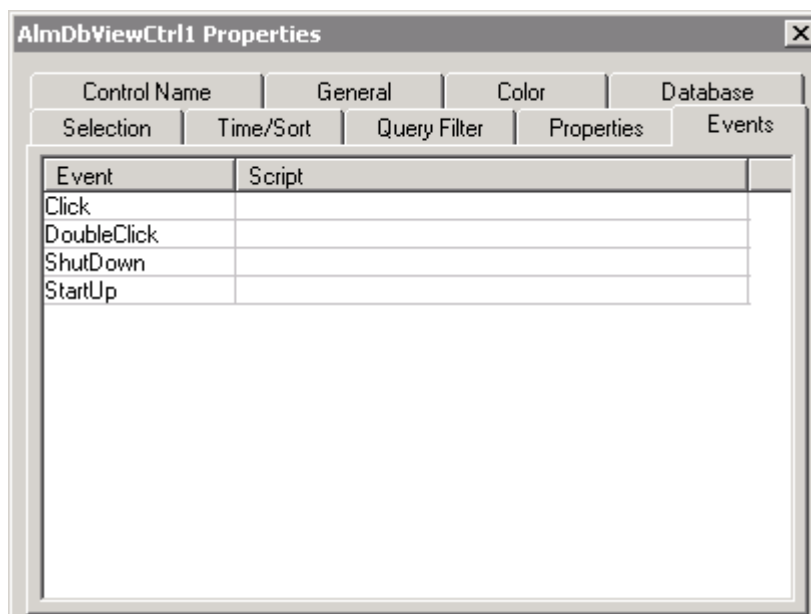 AlmDbViewCtrl1 Properties
Control Name General Color Database
Selection Time/Sort Query Filter Properties Events
Event Script
Click
DoubleClick
ShutDown
StartUp